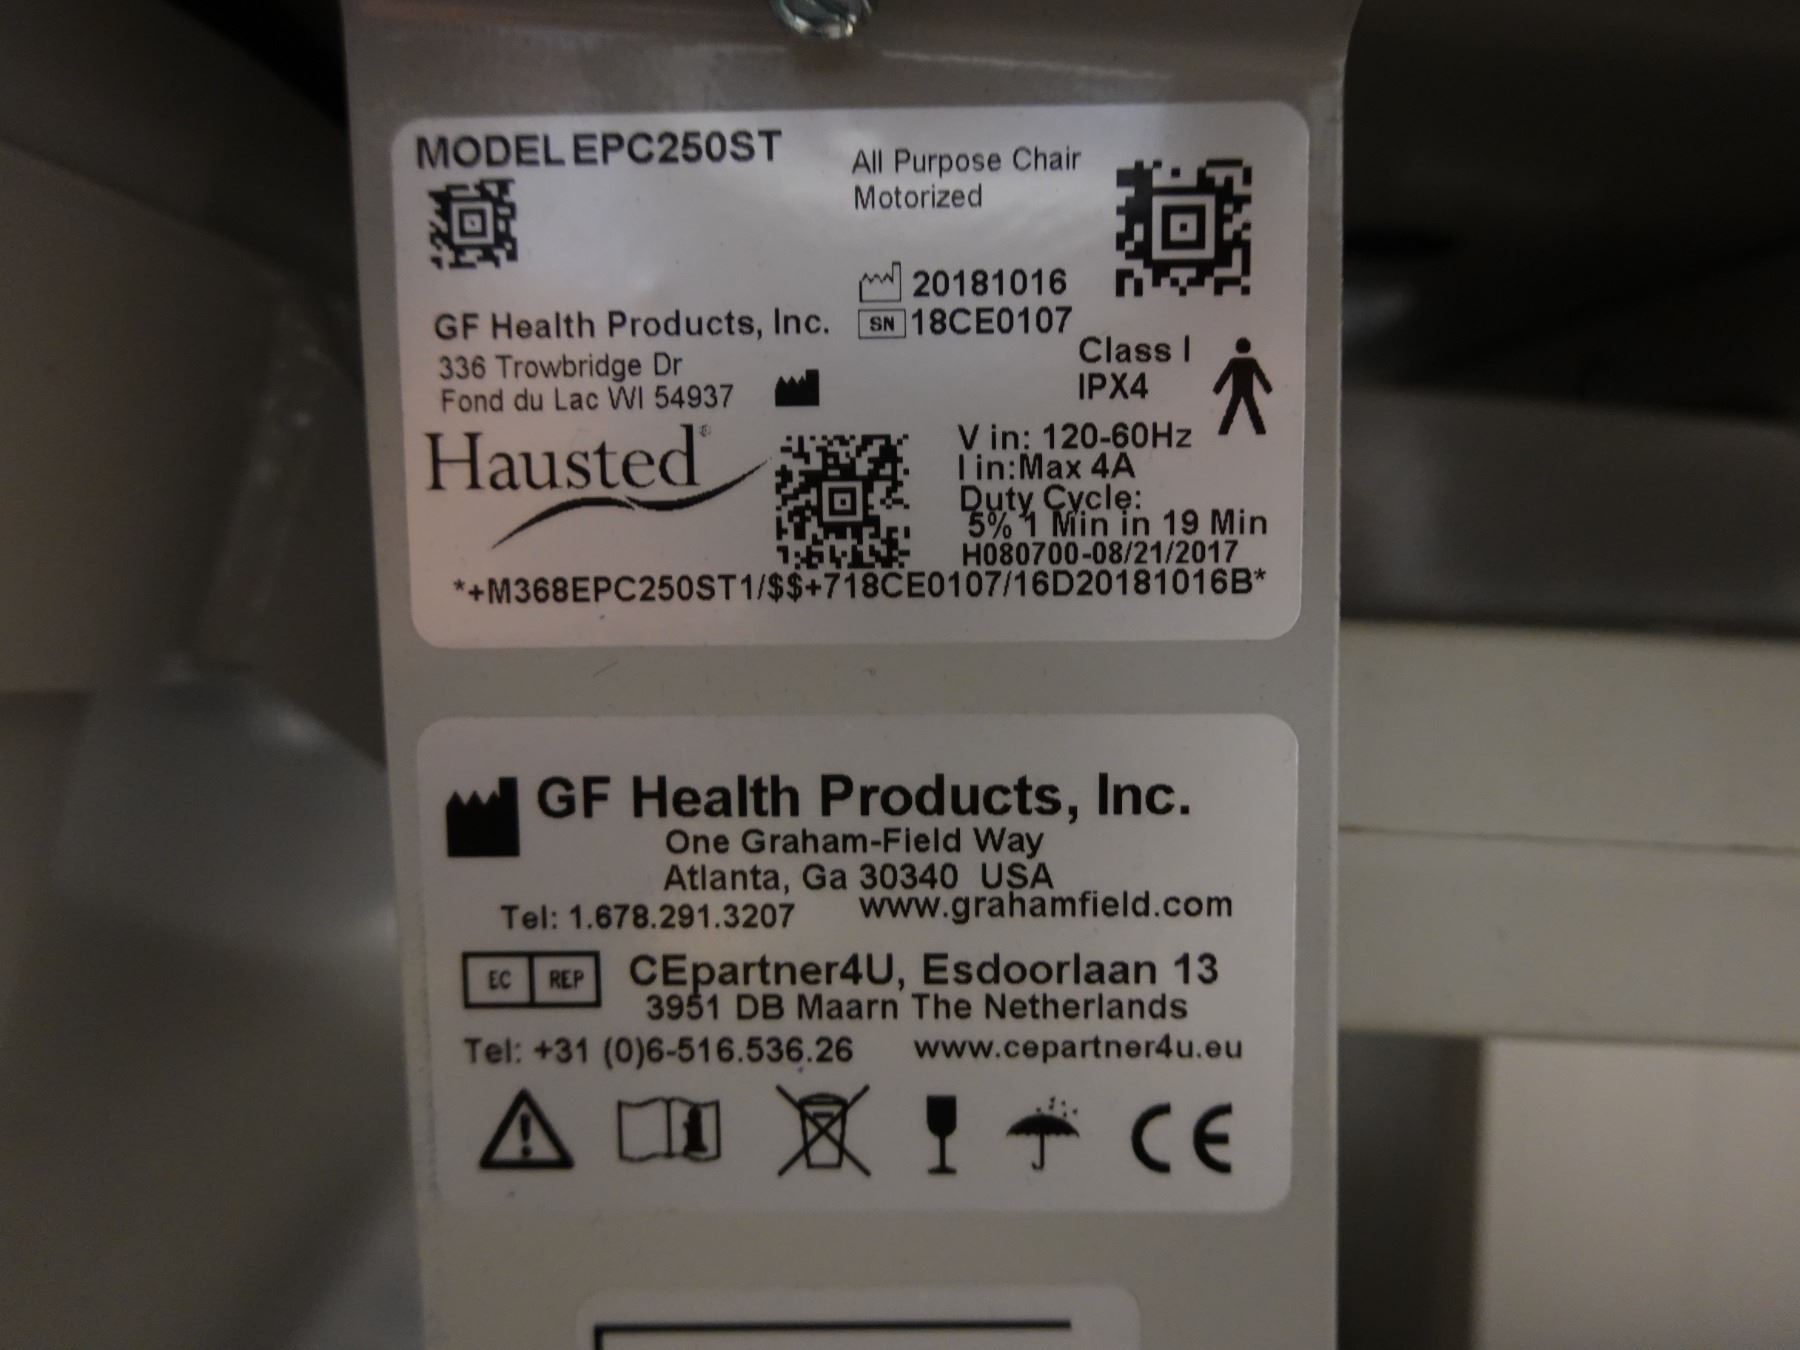 MODEL EPC250ST
All Purpose Chair
Motorized
20181016
SN 18CE0107
GF Health Products, Inc.
336 Trowbridge Dr
Fond du Lac WI 54937
Class I
IPX4
Hausted®
V in: 120-60Hz
I in:Max 4A
Duty Cycle:
5% 1 Min in 19 Min
H080700-08/21/2017
*+M368EPC250ST1/$$+718CE0107/16D20181016B*
GF Health Products, Inc.
One Graham-Field Way
Atlanta, Ga 30340 USA
Tel: 1.678.291.3207 www.grahamfield.com
EC REP CEpartner4U, Esdoorlaan 13
3951 DB Maarn The Netherlands
Tel: +31 (0)6-516.536.26 www.cepartner4u.eu
CE